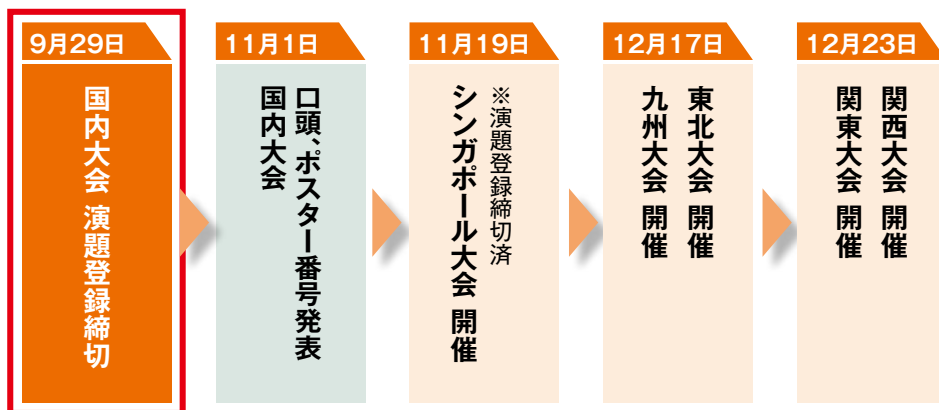 9月29日
国内大会 演題登録締切
11月1日
口頭、ポスター番号発表
国内大会
11月19日
※演題登録締切済
シンガポール大会 開催
12月17日
東北大会 開催
九州大会 開催
12月23日
関西大会 開催
関東大会 開催